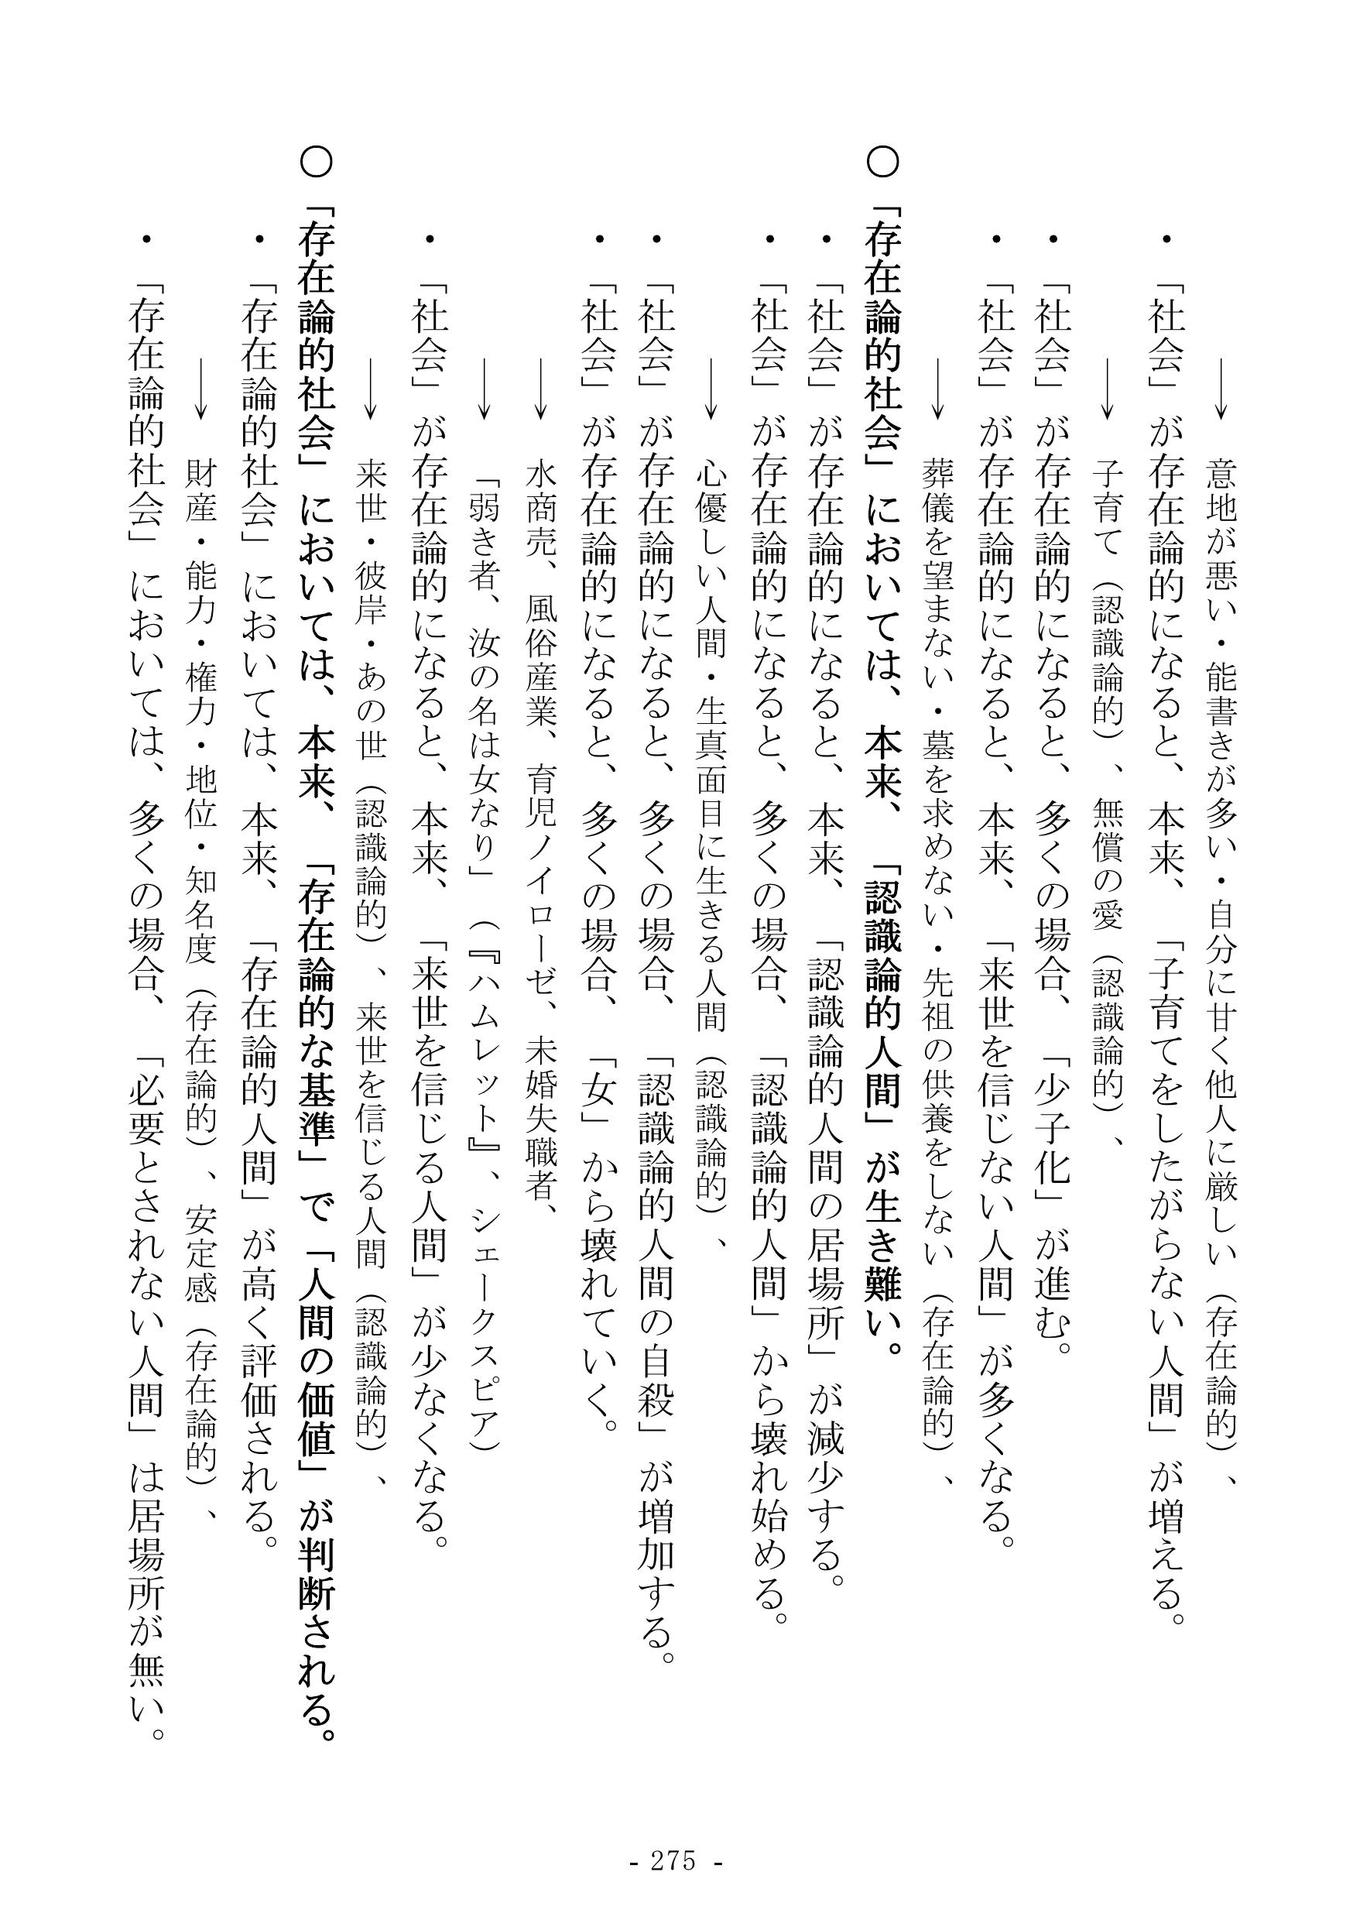 → 意地が悪い・能書きが多い・自分に甘く他人に厳しい(存在論的)、
・「社会」が存在論的になると、本来、「子育てをしたがらない人間」が増える。
→ 子育て(認識論的)、無償の愛(認識論的)、
・「社会」が存在論的になると、多くの場合、「少子化」が進む。
・「社会」が存在論的になると、本来、「来世を信じない人間」が多くなる。
→ 葬儀を望まない・墓を求めない・先祖の供養をしない(存在論的)、
○「存在論的社会」においては、本来、「認識論的人間」が生き難い。
・「社会」が存在論的になると、本来、「認識論的人間の居場所」が減少する。
・「社会」が存在論的になると、多くの場合、「認識論的人間」から壊れ始める。
→ 心優しい人間・生真面目に生きる人間(認識論的)、
・「社会」が存在論的になると、多くの場合、「認識論的人間の自殺」が増加する。
・「社会」が存在論的になると、多くの場合、「女」から壊れていく。
→ 水商売、風俗産業、育児ノイローゼ、未婚失職者、
→ 「弱き者、汝の名は女なり」(『ハムレット』、シェークスピア)
・「社会」が存在論的になると、本来、「来世を信じる人間」が少なくなる。
→ 来世・彼岸・あの世(認識論的)、来世を信じる人間(認識論的)、
○「存在論的社会」においては、本来、「存在論的な基準」で「人間の価値」が判断される。
・「存在論的社会」においては、本来、「存在論的人間」が高く評価される。
→ 財産・能力・権力・地位・知名度(存在論的)、安定感(存在論的)、
・「存在論的社会」においては、多くの場合、「必要とされない人間」は居場所が無い。
- 275 -